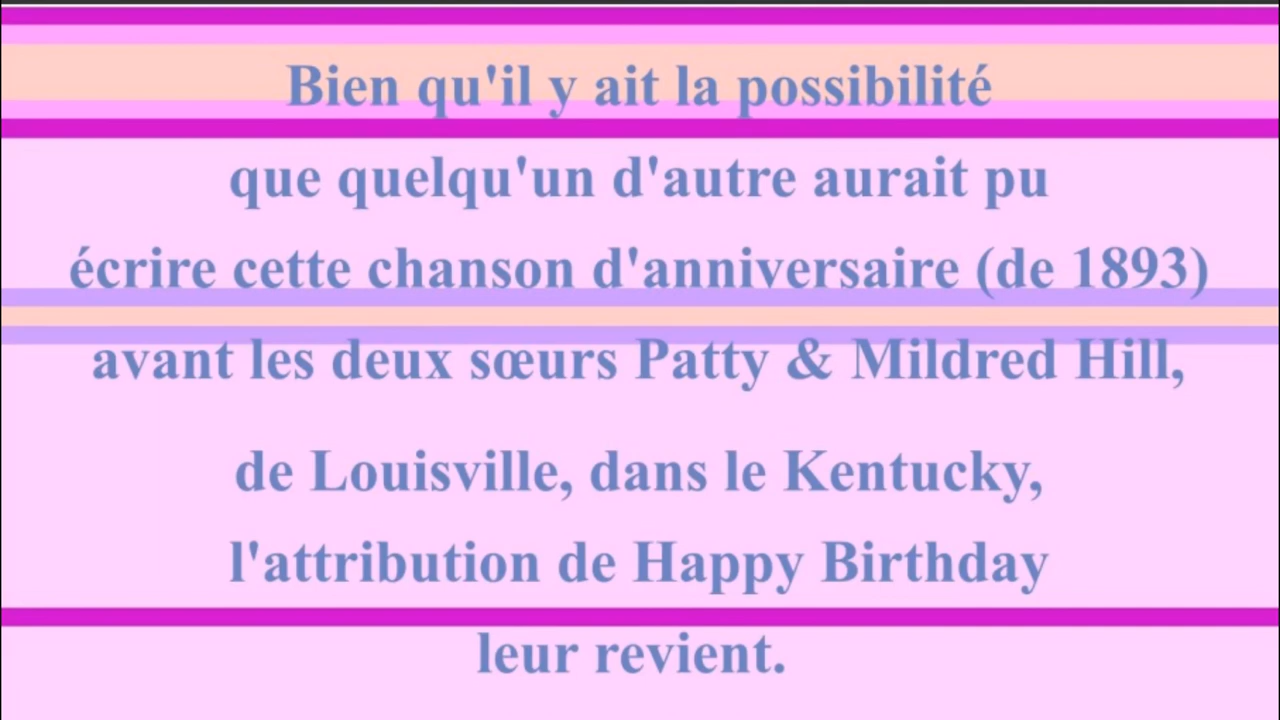 Bien qu'il y ait la possibilité
que quelqu'un d'autre aurait pu
écrire cette chanson d'anniversaire (de 1893)
avant les deux sœurs Patty & Mildred Hill,
de Louisville, dans le Kentucky,
l'attribution de Happy Birthday
leur revient.